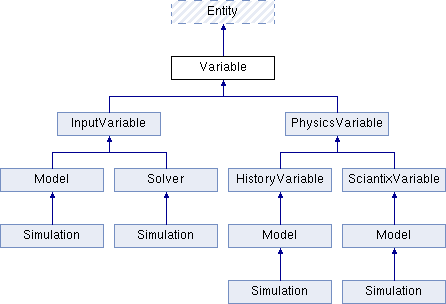 Entity
Variable
InputVariable PhysicsVariable
Model Solver HistoryVariable SciantixVariable
Simulation Simulation Model Model
Simulation Simulation